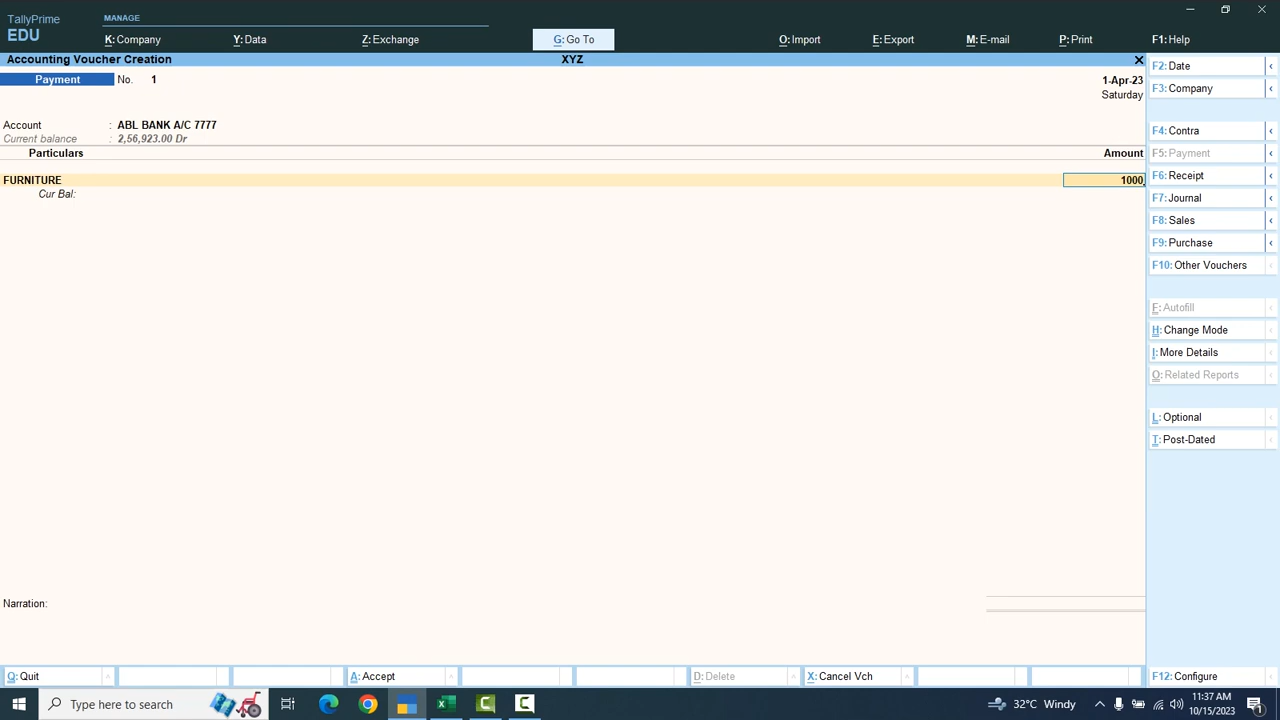 TallyPrime
EDU
MANAGE
K: Company
Y: Data
Z: Exchange
G: Go To
O: Import
E: Export
M: E-mail
P: Print
F1: Help
Accounting Voucher Creation
XYZ
Payment
No. 1
1-Apr-23
Saturday
Account : ABL BANK A/C 7777
Current balance : 2,56,923.00 Dr
Particulars
Amount
FURNITURE
1000
Cur Bal:
Narration:
F2: Date
F3: Company
F4: Contra
F5: Payment
F6: Receipt
F7: Journal
F8: Sales
F9: Purchase
F10: Other Vouchers
F: Autofill
H: Change Mode
I: More Details
O: Related Reports
L: Optional
T: Post-Dated
Q: Quit
A: Accept
D: Delete
X: Cancel Vch
F12: Configure
Type here to search
32°C Windy
11:37 AM
10/15/2023
1